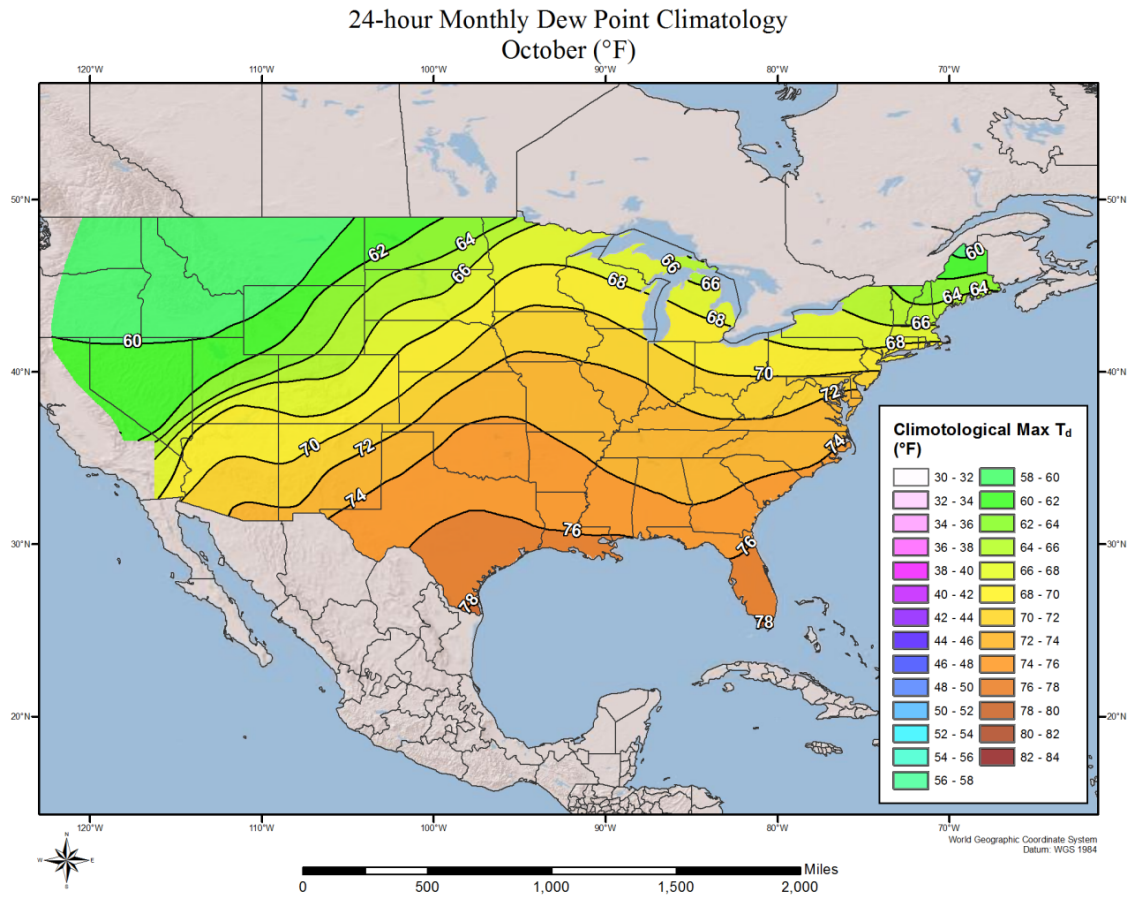 24-hour Monthly Dew Point Climatology
October (°F)
120°W 110°W 100°W 90°W 80°W 70°W
50°N 50°N
62 64 66 60
66 66 64 64
68 68 66
60 68
40°N 70 72 40°N
70 72 74
74
30°N 76 76 30°N
78 78
20°N 20°N
Climotological Max Td
(°F)
30 - 32 58 - 60
32 - 34 60 - 62
34 - 36 62 - 64
36 - 38 64 - 66
38 - 40 66 - 68
40 - 42 68 - 70
42 - 44 70 - 72
44 - 46 72 - 74
46 - 48 74 - 76
48 - 50 76 - 78
50 - 52 78 - 80
52 - 54 80 - 82
54 - 56 82 - 84
56 - 58
120°W 110°W 100°W 90°W 80°W 70°W
World Geographic Coordinate System
Datum: WGS 1984
N
W E
S
Miles
0 250 500 1,000 1,500 2,000